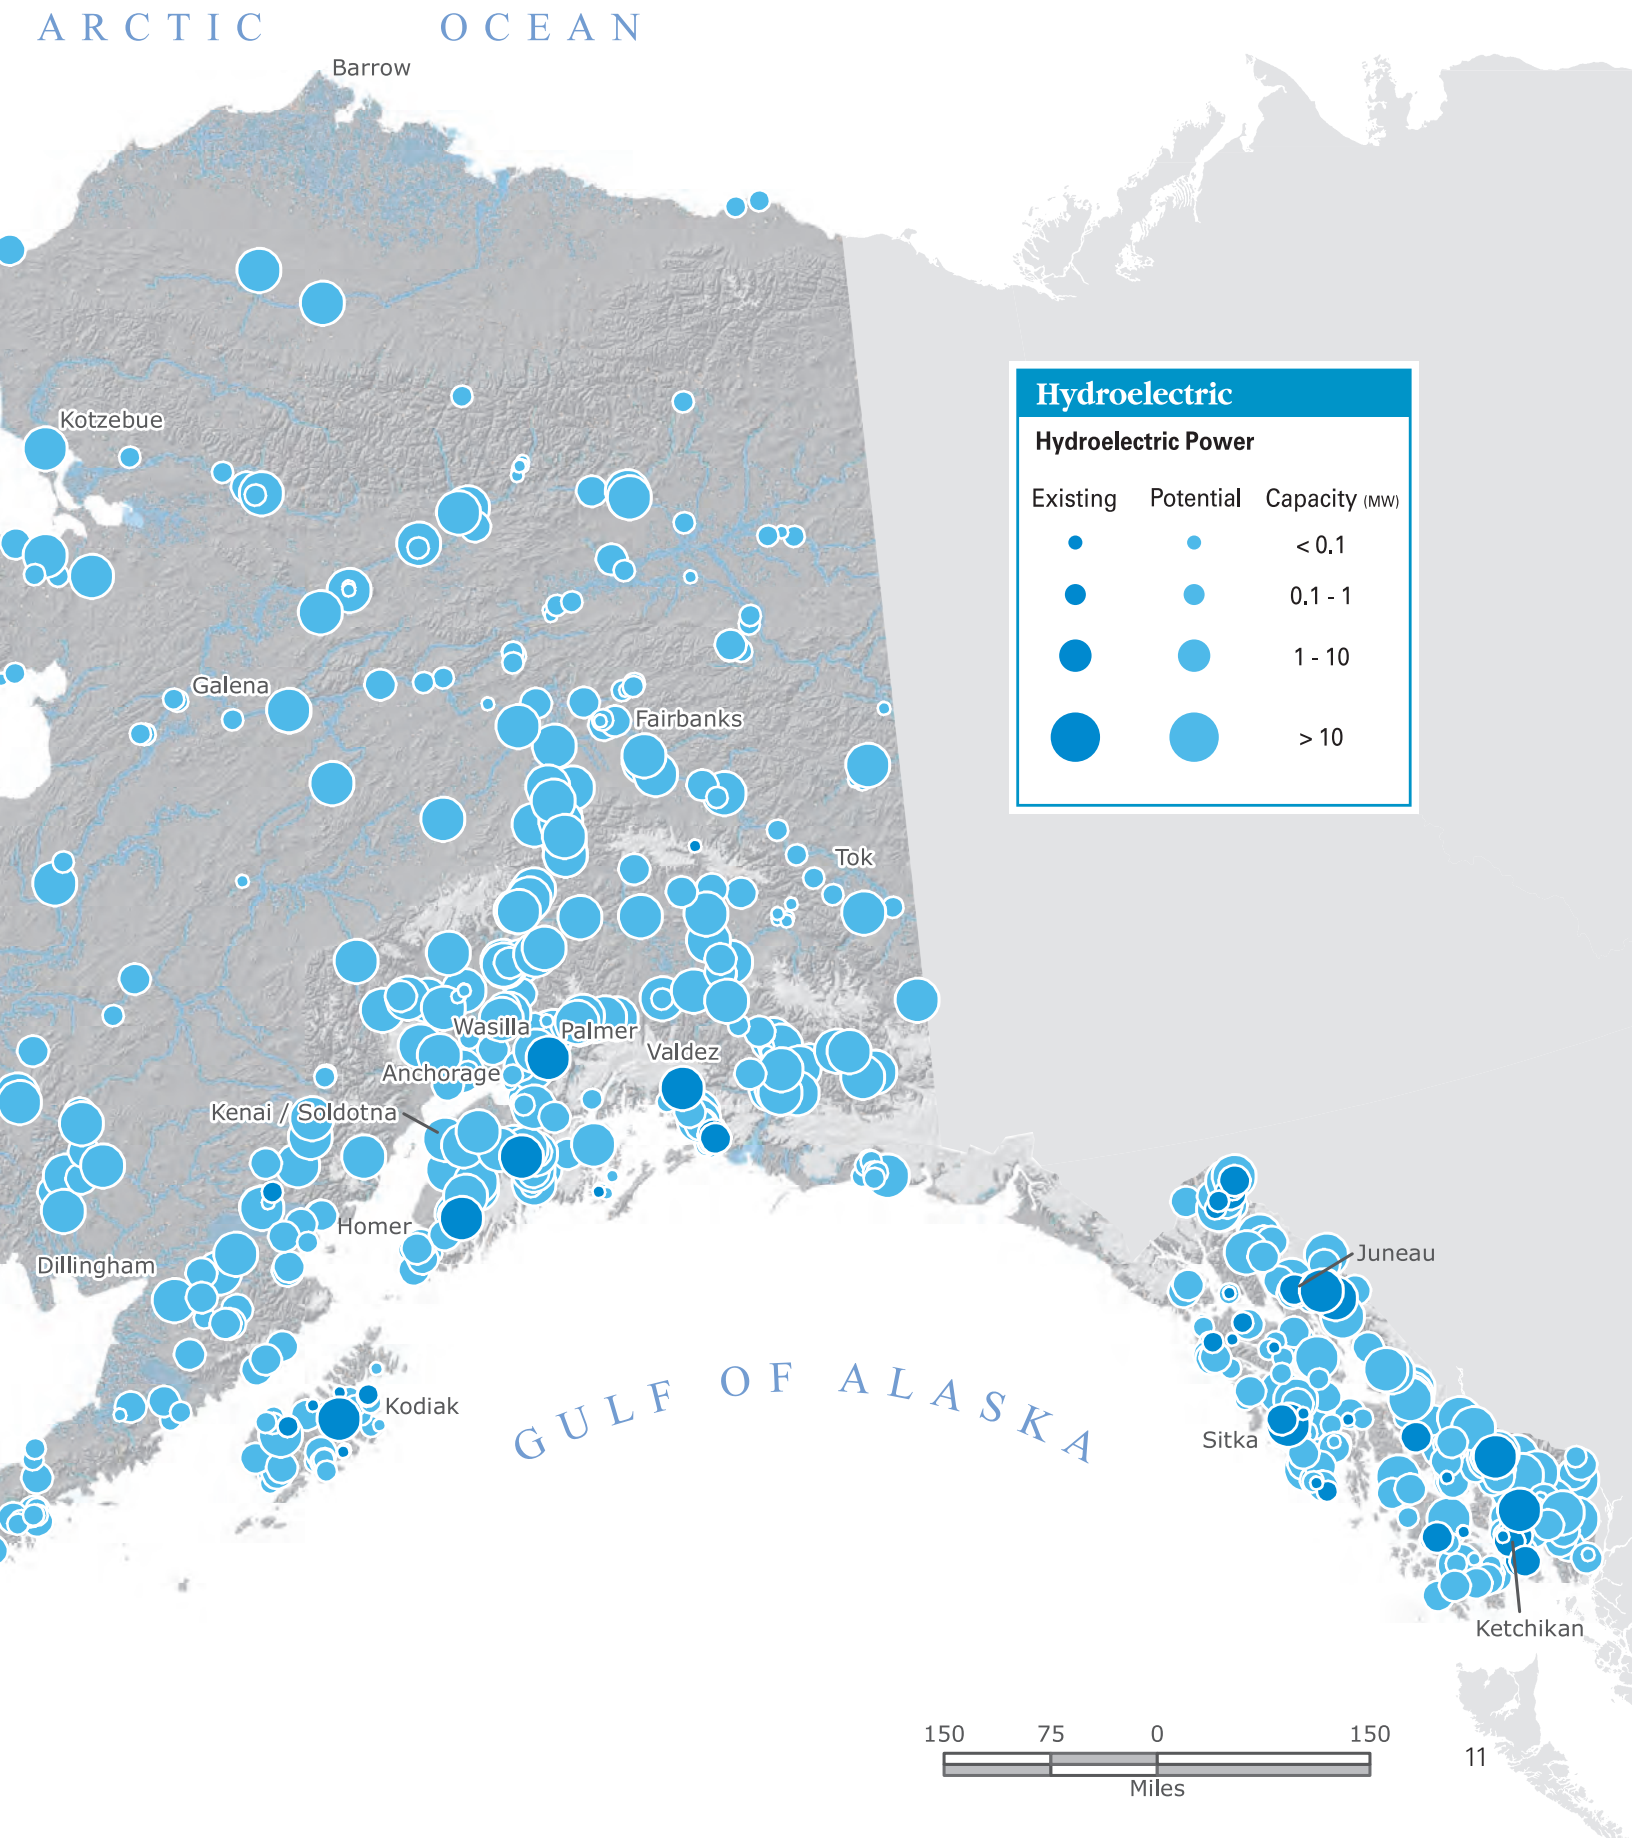 ARCTIC OCEAN
Barrow
Kotzebue
Hydroelectric
Hydroelectric Power
Existing Potential Capacity (MW)
< 0.1
0.1 - 1
1 - 10
> 10
Galena
Fairbanks
Tok
Wasilla
Palmer
Valdez
Anchorage
Kenai / Soldotna
Homer
Dillingham
Juneau
Kodiak
GULF OF ALASKA
Sitka
Ketchikan
150 75 0 150
Miles
11